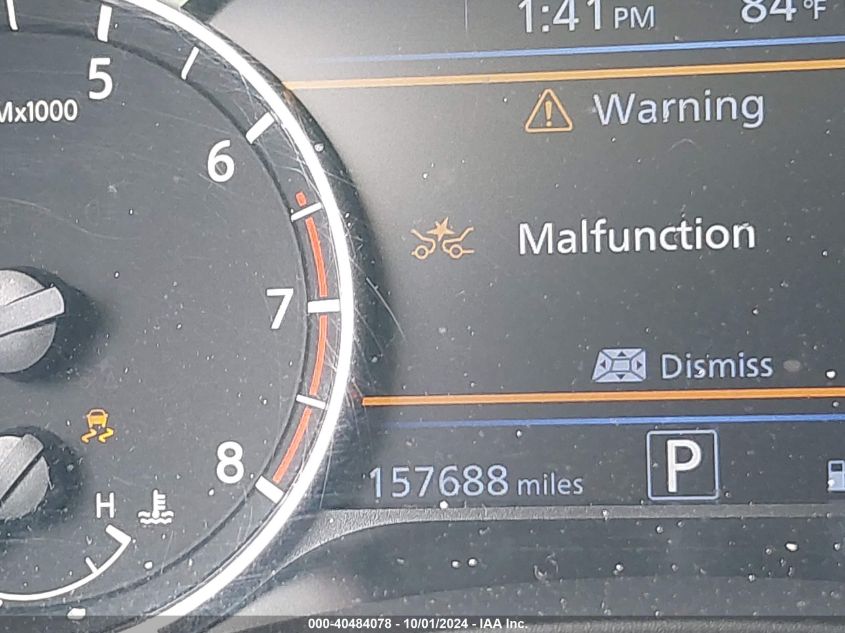 1:41 PM 84°F
5
Mx1000
Warning
6
Malfunction
7
Dismiss
8
157688 miles P
H
000-40484078 - 10/01/2024 - IAA Inc.